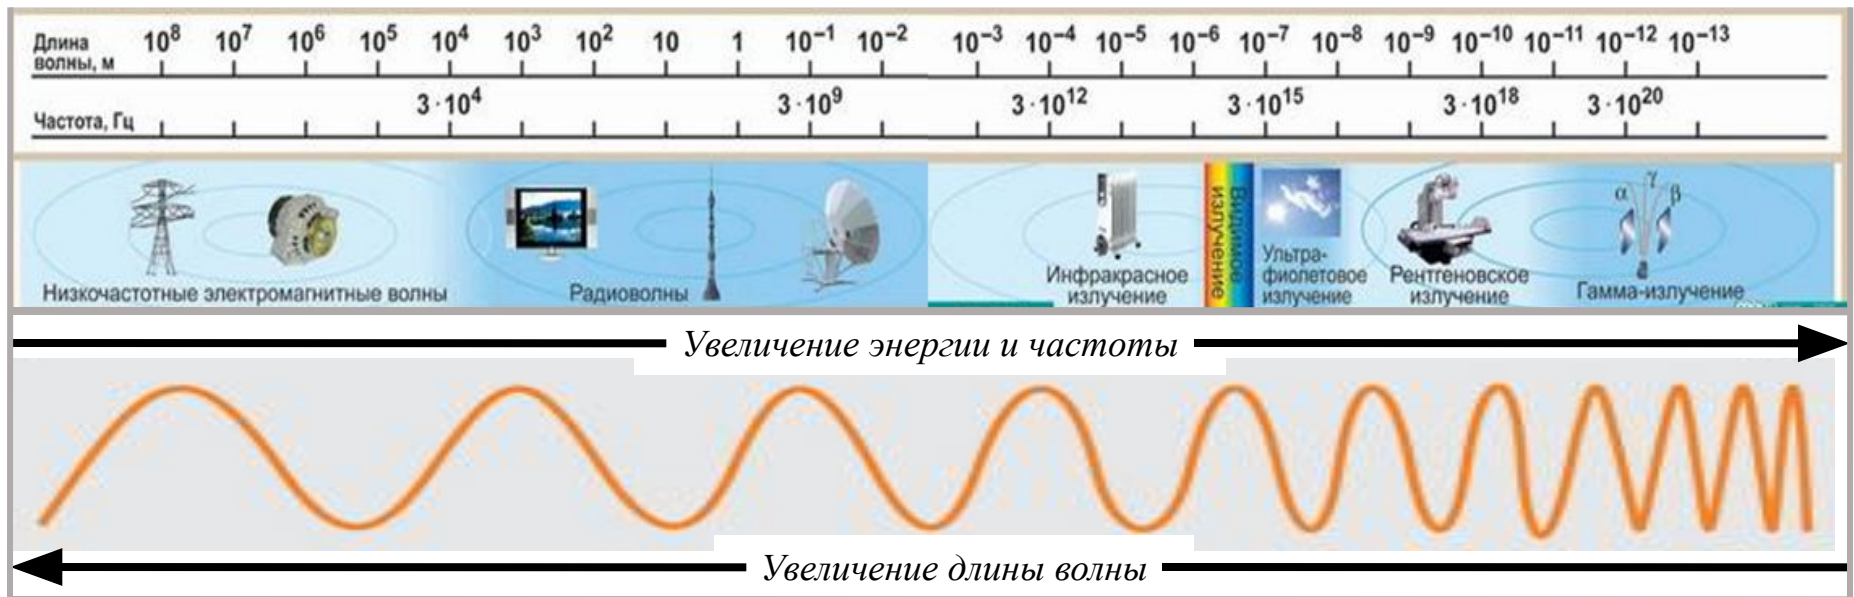 Длина волны, м
10⁸ 10⁷ 10⁶ 10⁵ 10⁴ 10³ 10² 10 1 10⁻¹ 10⁻² 10⁻³ 10⁻⁴ 10⁻⁵ 10⁻⁶ 10⁻⁷ 10⁻⁸ 10⁻⁹ 10⁻¹⁰ 10⁻¹¹ 10⁻¹² 10⁻¹³
Частота, Гц
3·10⁴ 3·10⁹ 3·10¹² 3·10¹⁵ 3·10¹⁸ 3·10²⁰
Низкочастотные электромагнитные волны
Радиоволны
Инфракрасное
излучение
Видимое
излучение
Ультра-
фиолетовое
излучение
Рентгеновское
излучение
α γ β
Гамма-излучение
Увеличение энергии и частоты
Увеличение длины волны